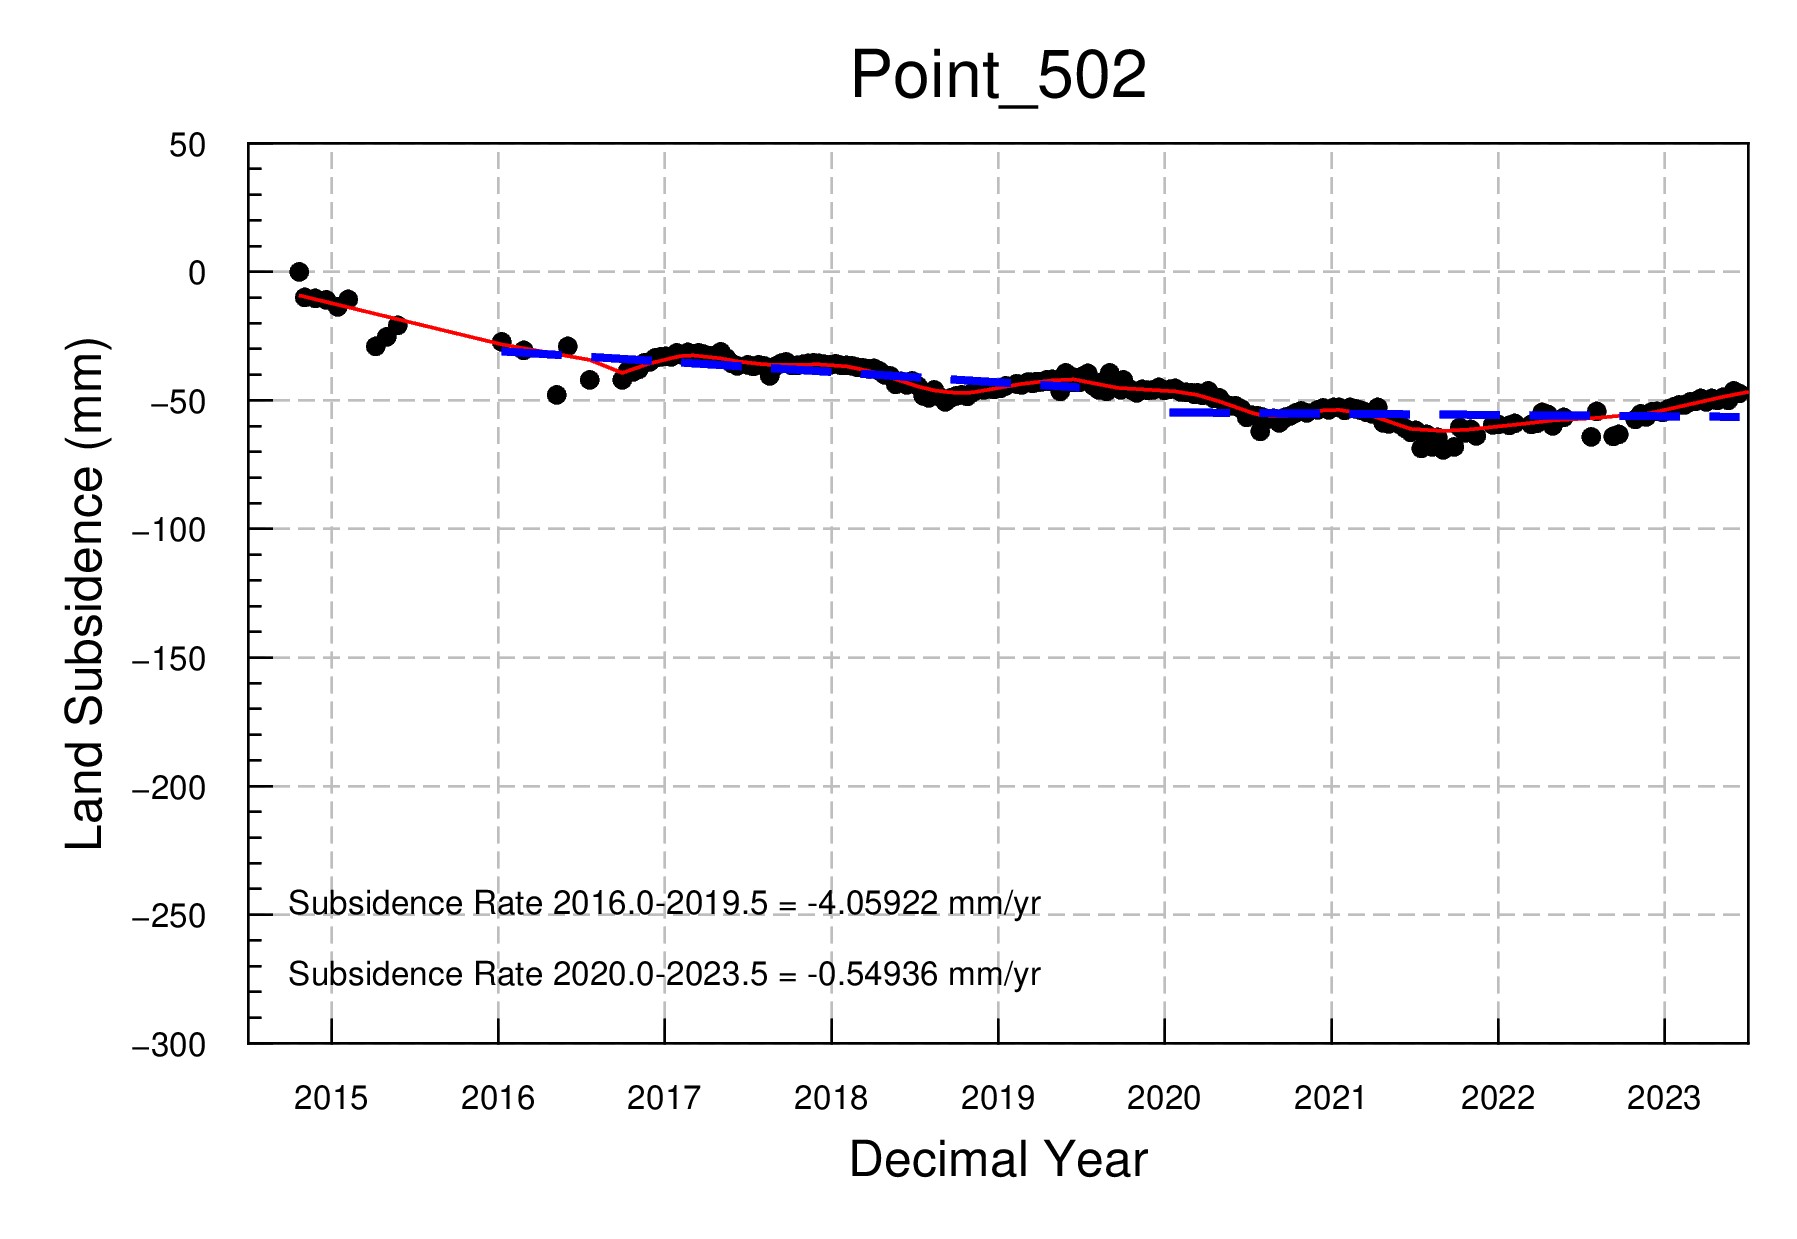 Point_502
50
0
−50
−100
−150
−200
−250
−300
Land Subsidence (mm)
Subsidence Rate 2016.0-2019.5 = -4.05922 mm/yr
Subsidence Rate 2020.0-2023.5 = -0.54936 mm/yr
2015 2016 2017 2018 2019 2020 2021 2022 2023
Decimal Year